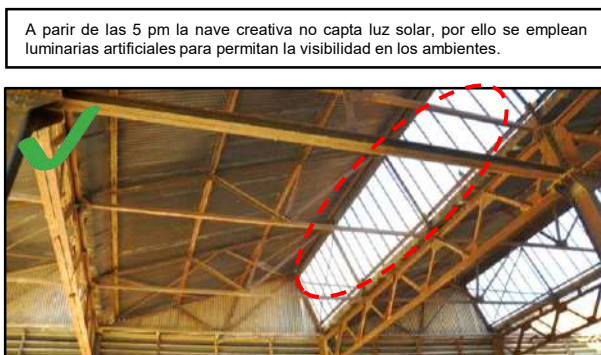 A parir de las 5 pm la nave creativa no capta luz solar, por ello se emplean
luminarias artificiales para permitan la visibilidad en los ambientes.